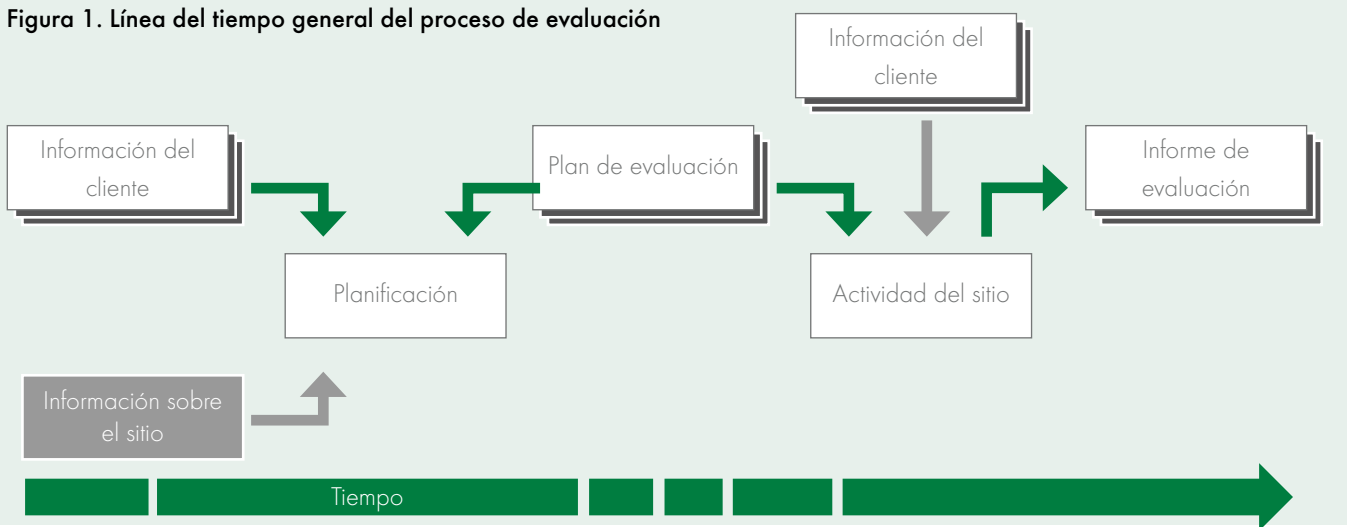 Figura 1. Línea del tiempo general del proceso de evaluación
Información del
cliente
Información del
cliente
Plan de evaluación
Informe de
evaluación
Planificación
Actividad del sitio
Información sobre
el sitio
Tiempo